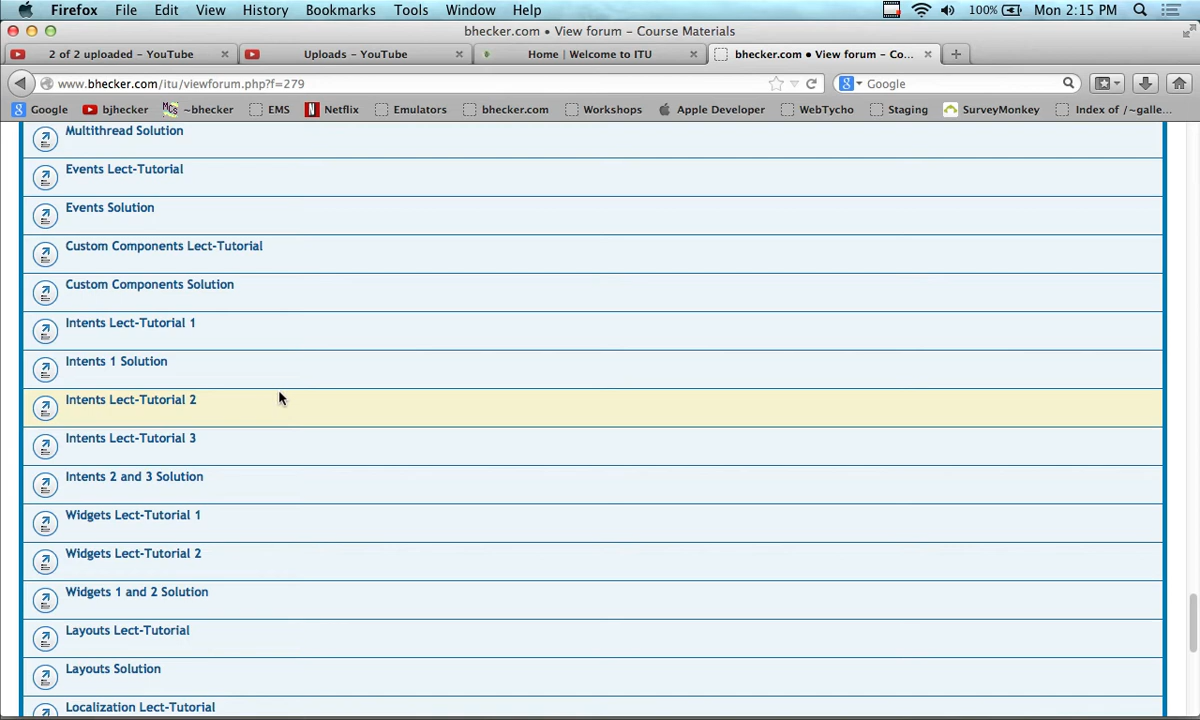 Firefox File Edit View History Bookmarks Tools Window Help 100% Mon 2:15 PM
bhecker.com • View forum – Course Materials
2 of 2 uploaded – YouTube Uploads – YouTube Home | Welcome to ITU bhecker.com • View forum – Co...
www.bhecker.com/itu/viewforum.php?f=279 Google
Google bjhecker ~bhecker EMS Netflix Emulators bhecker.com Workshops Apple Developer WebTycho Staging SurveyMonkey Index of /~galle...
Multithread Solution
Events Lect-Tutorial
Events Solution
Custom Components Lect-Tutorial
Custom Components Solution
Intents Lect-Tutorial 1
Intents 1 Solution
Intents Lect-Tutorial 2
Intents Lect-Tutorial 3
Intents 2 and 3 Solution
Widgets Lect-Tutorial 1
Widgets Lect-Tutorial 2
Widgets 1 and 2 Solution
Layouts Lect-Tutorial
Layouts Solution
Localization Lect-Tutorial